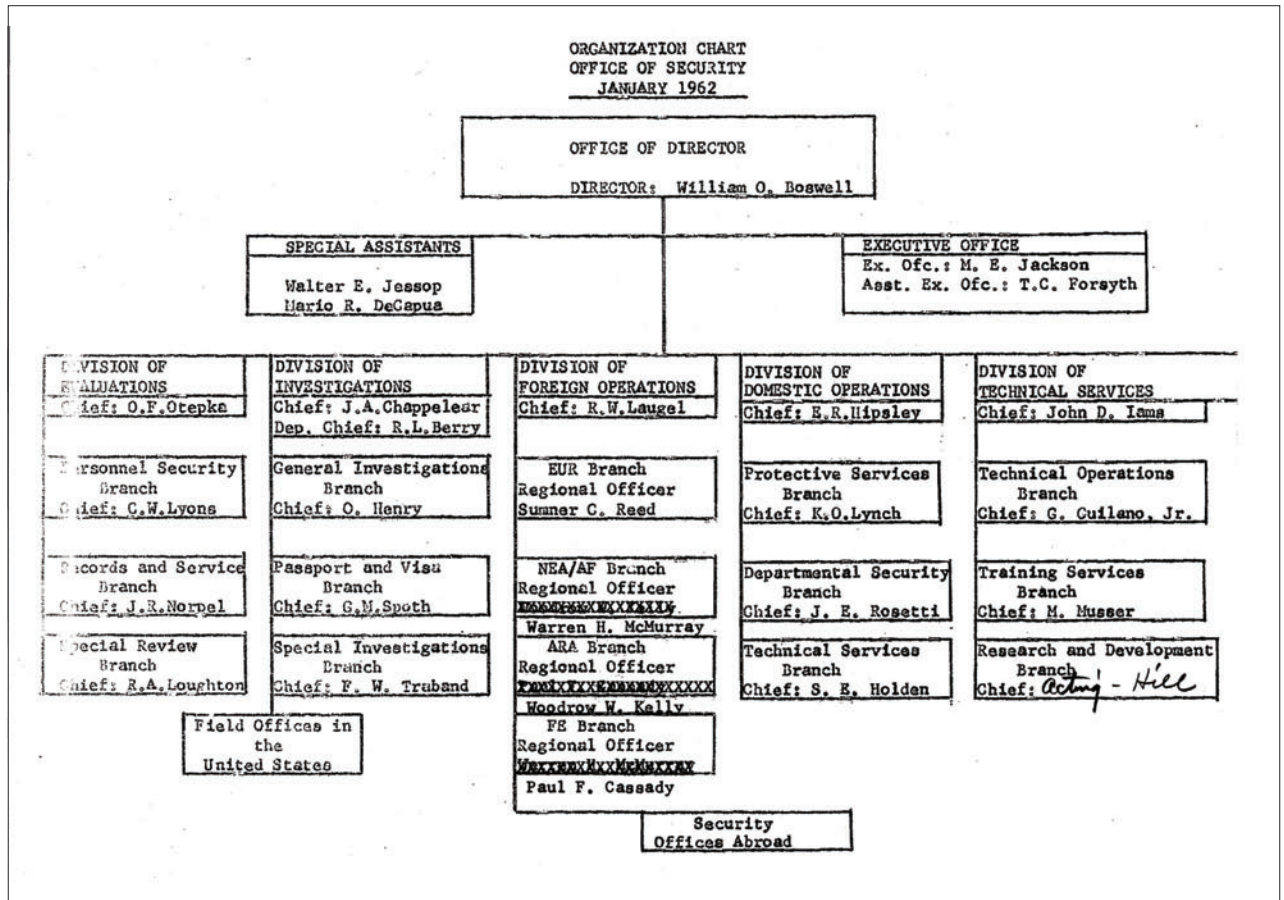 ORGANIZATION CHART
OFFICE OF SECURITY
JANUARY 1962
OFFICE OF DIRECTOR
DIRECTOR: William O. Boswell
SPECIAL ASSISTANTS
Walter E. Jessop
Mario R. DeCapua
EXECUTIVE OFFICE
Ex. Ofc.: M. E. Jackson
Asst. Ex. Ofc.: T.C. Forsyth
DIVISION OF
EVALUATIONS
Chief: O.F.Otepka
Personnel Security
Branch
Chief: C.W.Lyons
Records and Service
Branch
Chief: J.R.Norpel
Special Review
Branch
Chief: R.A.Loughton
DIVISION OF
INVESTIGATIONS
Chief: J.A.Chappelear
Dep. Chief: R.L.Berry
General Investigations
Branch
Chief: O. Henry
Passport and Visa
Branch
Chief: G.M.Spoth
Special Investigations
Branch
Chief: F. W. Traband
Field Offices in
the
United States
DIVISION OF
FOREIGN OPERATIONS
Chief: R.W.Laugel
EUR Branch
Regional Officer
Sumner C. Reed
NEA/AF Branch
Regional Officer
Warren H. McMurray
ARA Branch
Regional Officer
Woodrow W. Kelly
FE Branch
Regional Officer
Paul F. Cassady
Security
Offices Abroad
DIVISION OF
DOMESTIC OPERATIONS
Chief: E.R.Hipsley
Protective Services
Branch
Chief: K.O.Lynch
Departmental Security
Branch
Chief: J. E. Rosetti
Technical Services
Branch
Chief: S. E. Holden
DIVISION OF
TECHNICAL SERVICES
Chief: John D. Iams
Technical Operations
Branch
Chief: G. Guilano, Jr.
Training Services
Branch
Chief: M. Musser
Research and Development
Branch
Chief: Acting - Hill